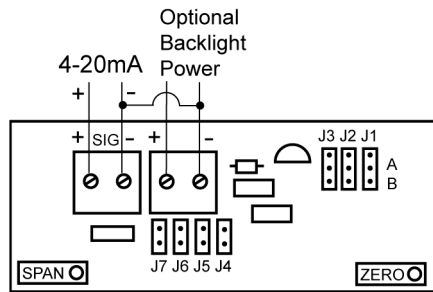 Optional
Backlight
Power
4-20mA
+ -
+ SIG - + -
J3 J2 J1
A
B
J7 J6 J5 J4
SPAN
ZERO